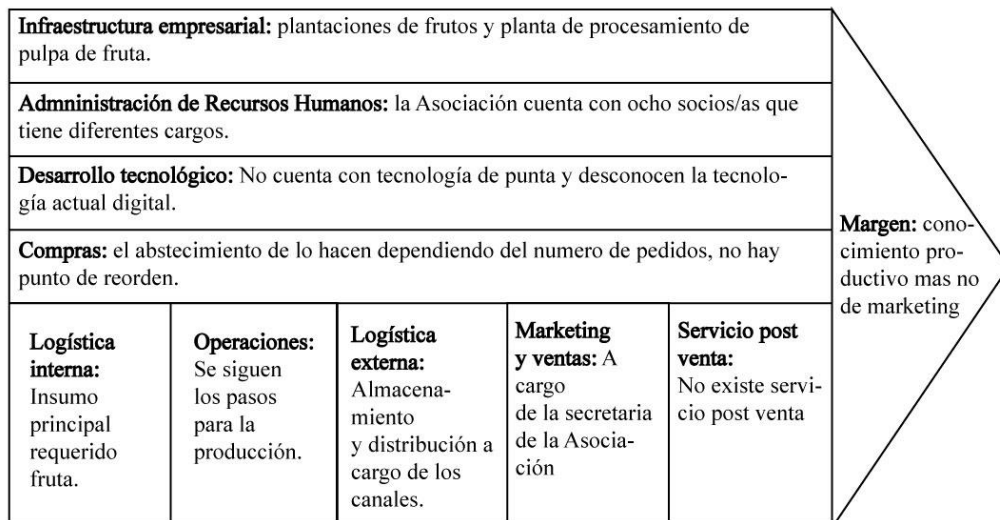 Infraestructura empresarial: plantaciones de frutos y planta de procesamiento de
pulpa de fruta.
Admninistración de Recursos Humanos: la Asociación cuenta con ocho socios/as que
tiene diferentes cargos.
Desarrollo tecnológico: No cuenta con tecnología de punta y desconocen la tecnolo-
gía actual digital.
Compras: el abastecimiento de lo hacen dependiendo del numero de pedidos, no hay
punto de reorden.
Logística
interna:
Insumo
principal
requerido
fruta.
Operaciones:
Se siguen
los pasos
para la
producción.
Logística
externa:
Almacena-
miento
y distribución a
cargo de los
canales.
Marketing
y ventas: A
cargo
de la secretaria
de la Asocia-
ción
Servicio post
venta:
No existe servi-
cio post venta
Margen: cono-
cimiento pro-
ductivo mas no
de marketing